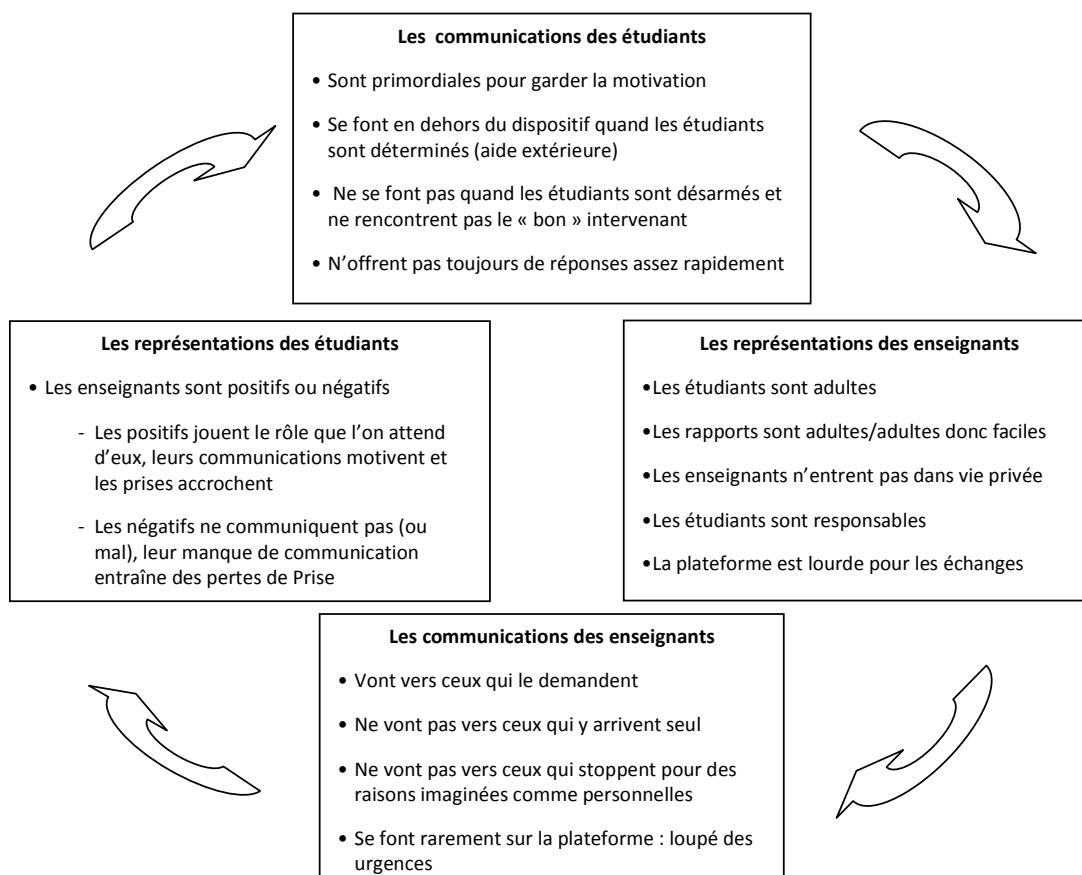 Les communications des étudiants
• Sont primordiales pour garder la motivation
• Se font en dehors du dispositif quand les étudiants
sont déterminés (aide extérieure)
• Ne se font pas quand les étudiants sont désarmés et
ne rencontrent pas le « bon » intervenant
• N’offrent pas toujours de réponses assez rapidement
Les représentations des étudiants
• Les enseignants sont positifs ou négatifs
- Les positifs jouent le rôle que l’on attend
d’eux, leurs communications motivent et
les prises accrochent
- Les négatifs ne communiquent pas (ou
mal), leur manque de communication
entraîne des pertes de Prise
Les représentations des enseignants
•Les étudiants sont adultes
•Les rapports sont adultes/adultes donc faciles
•Les enseignants n’entrent pas dans vie privée
•Les étudiants sont responsables
•La plateforme est lourde pour les échanges
Les communications des enseignants
• Vont vers ceux qui le demandent
• Ne vont pas vers ceux qui y arrivent seul
• Ne vont pas vers ceux qui stoppent pour des
raisons imaginées comme personnelles
• Se font rarement sur la plateforme : loupé des
urgences